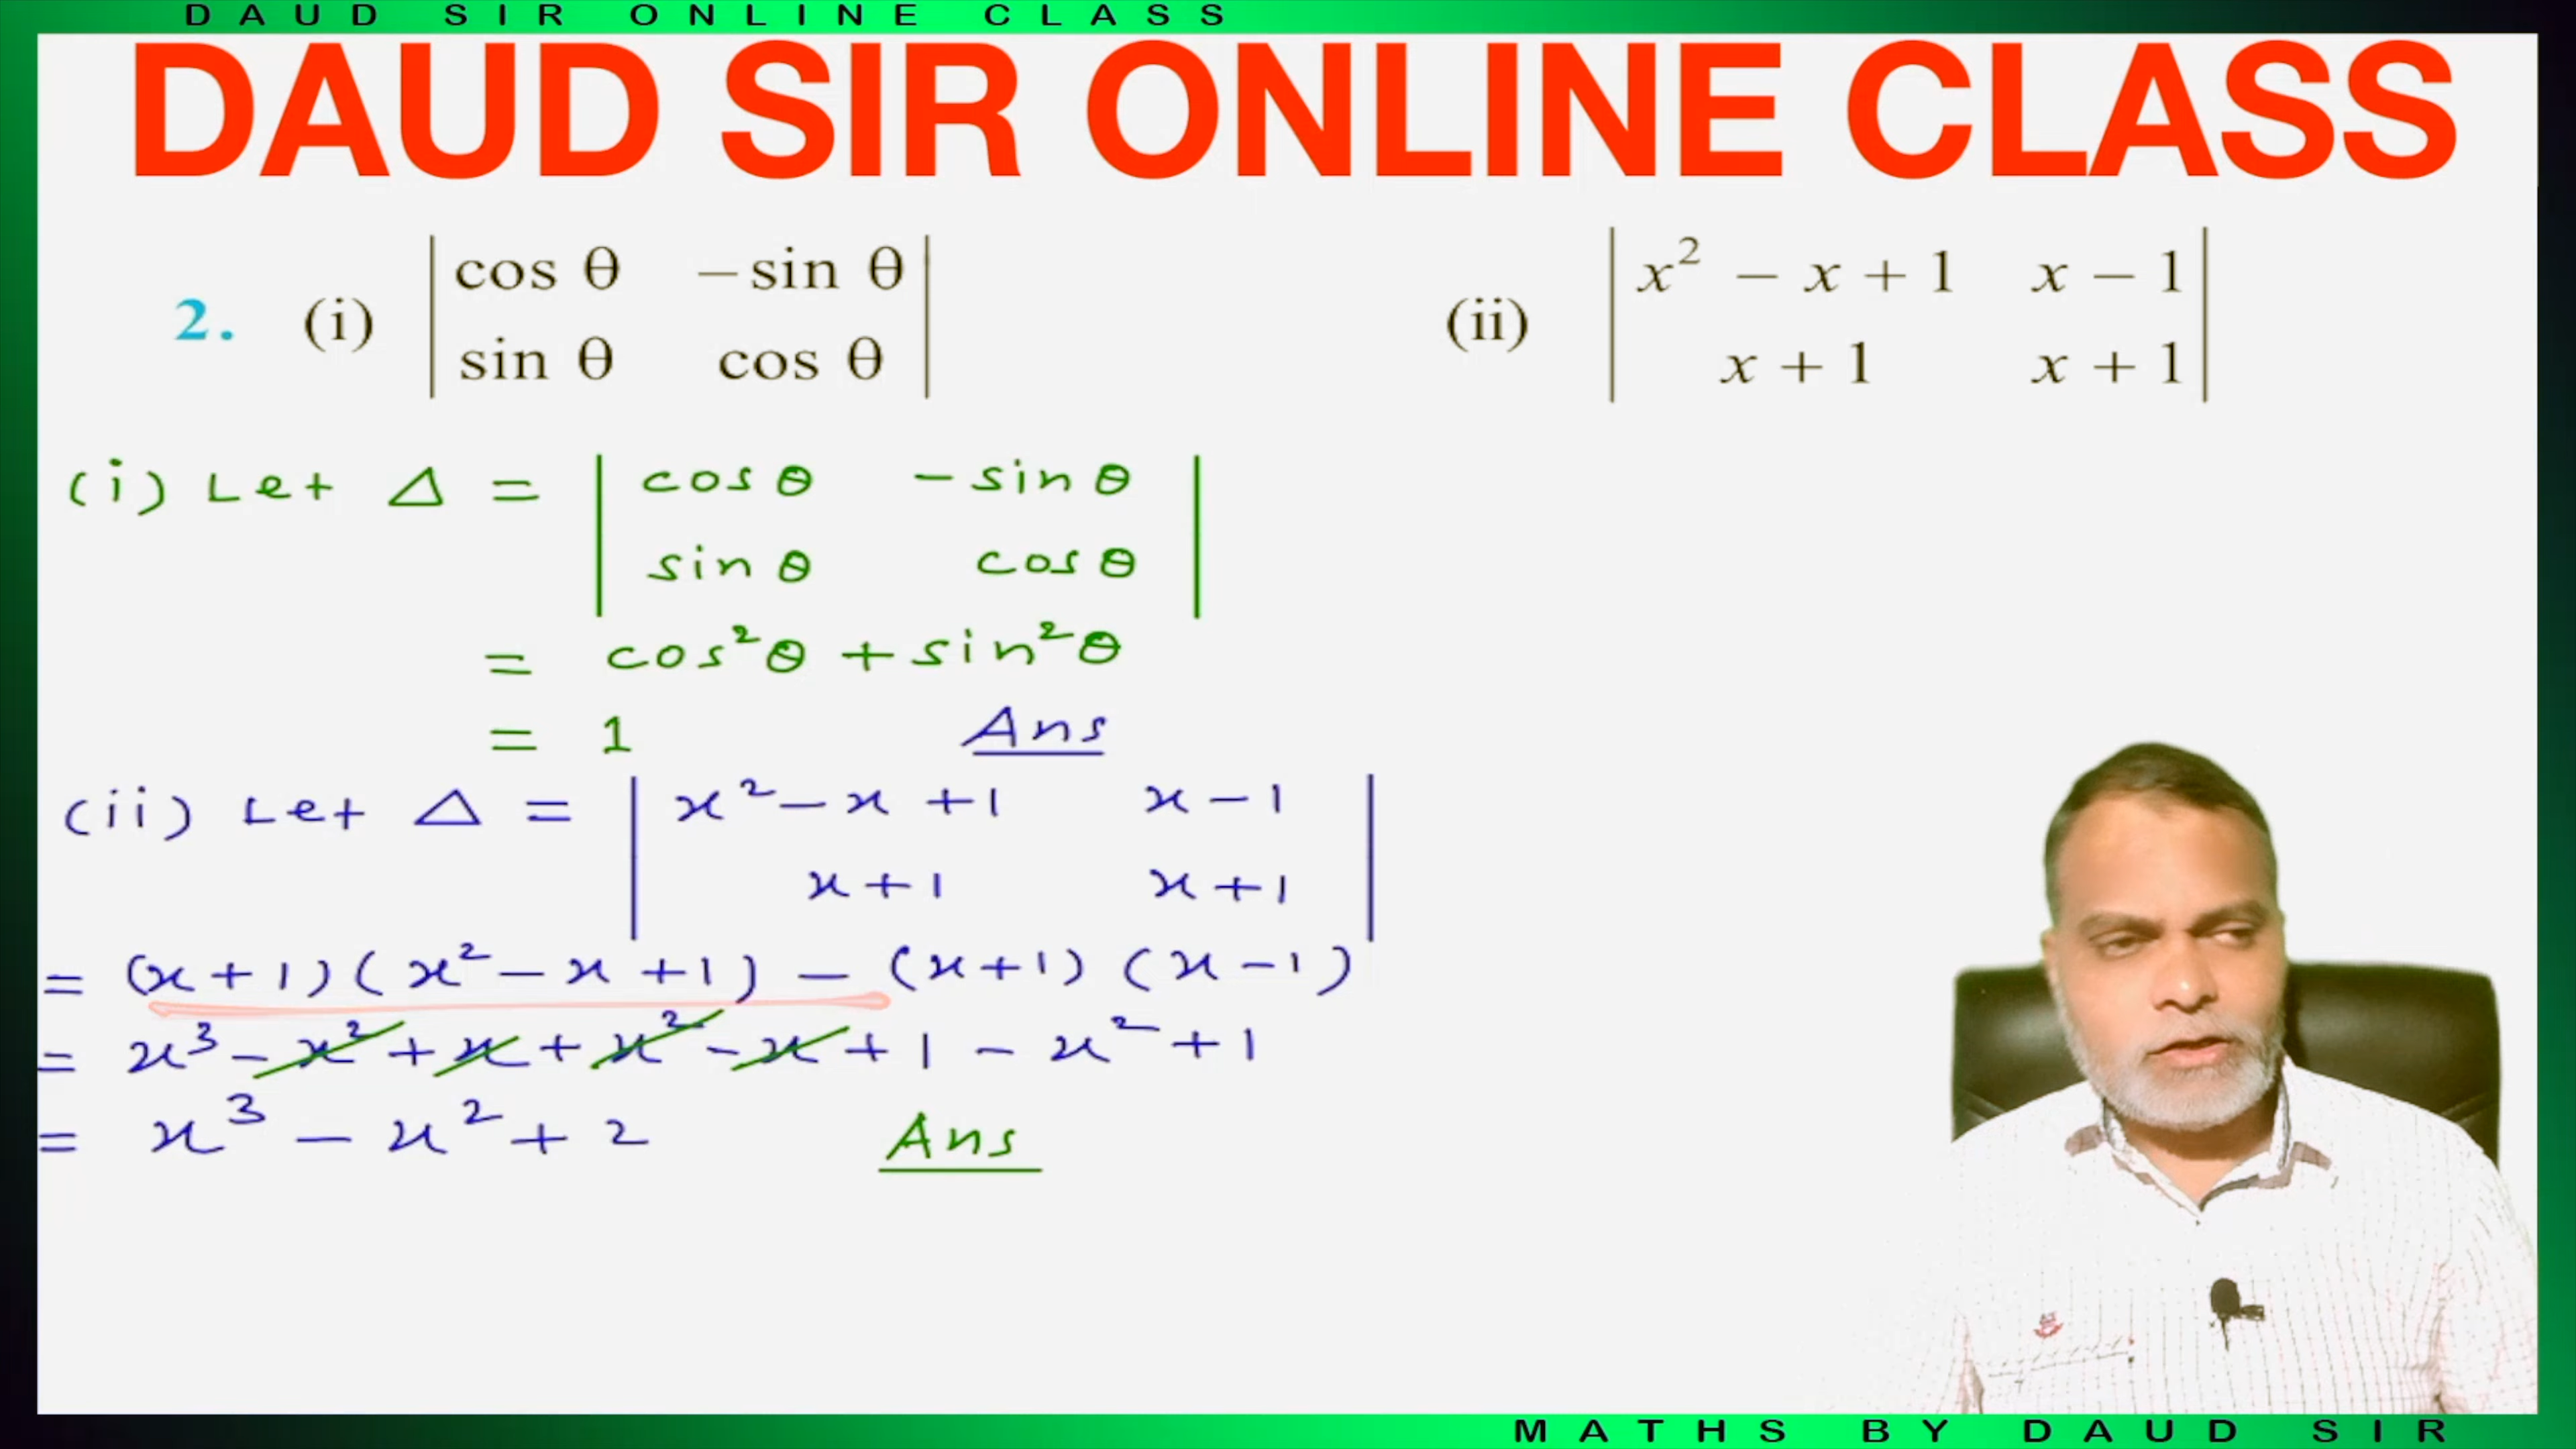 DAUD SIR ONLINE CLASS
DAUD SIR ONLINE CLASS
2. (i) | cos θ −sin θ |
| sin θ cos θ |
(ii) | x² − x + 1 x − 1 |
| x + 1 x + 1 |
(i) Let Δ = | cos θ −sin θ |
| sin θ cos θ |
= cos²θ + sin²θ
= 1 Ans
(ii) Let Δ = | x² − x + 1 x − 1 |
| x + 1 x + 1 |
= (x + 1)(x² − x + 1) − (x + 1)(x − 1)
= x³ − x² + x + x² − x + 1 − x² + 1
= x³ − x² + 2 Ans
MATHS BY DAUD SIR